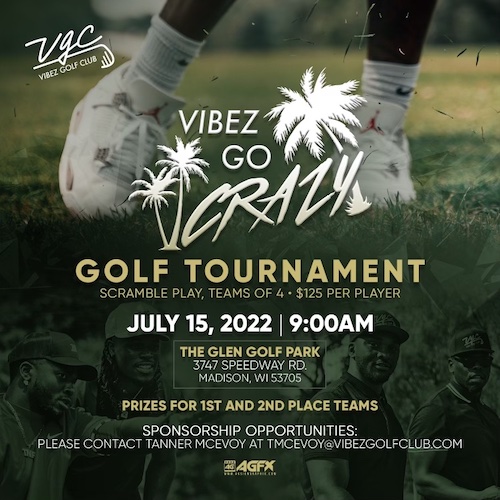 VGC
VIBEZ GOLF CLUB
VIBEZ
GO
CRAZY
GOLF TOURNAMENT
SCRAMBLE PLAY, TEAMS OF 4 • $125 PER PLAYER
JULY 15, 2022 | 9:00AM
THE GLEN GOLF PARK
3747 SPEEDWAY RD.
MADISON, WI 53705
PRIZES FOR 1ST AND 2ND PLACE TEAMS
SPONSORSHIP OPPORTUNITIES:
PLEASE CONTACT TANNER MCEVOY AT TMCEVOY@VIBEZGOLFCLUB.COM
AGFX